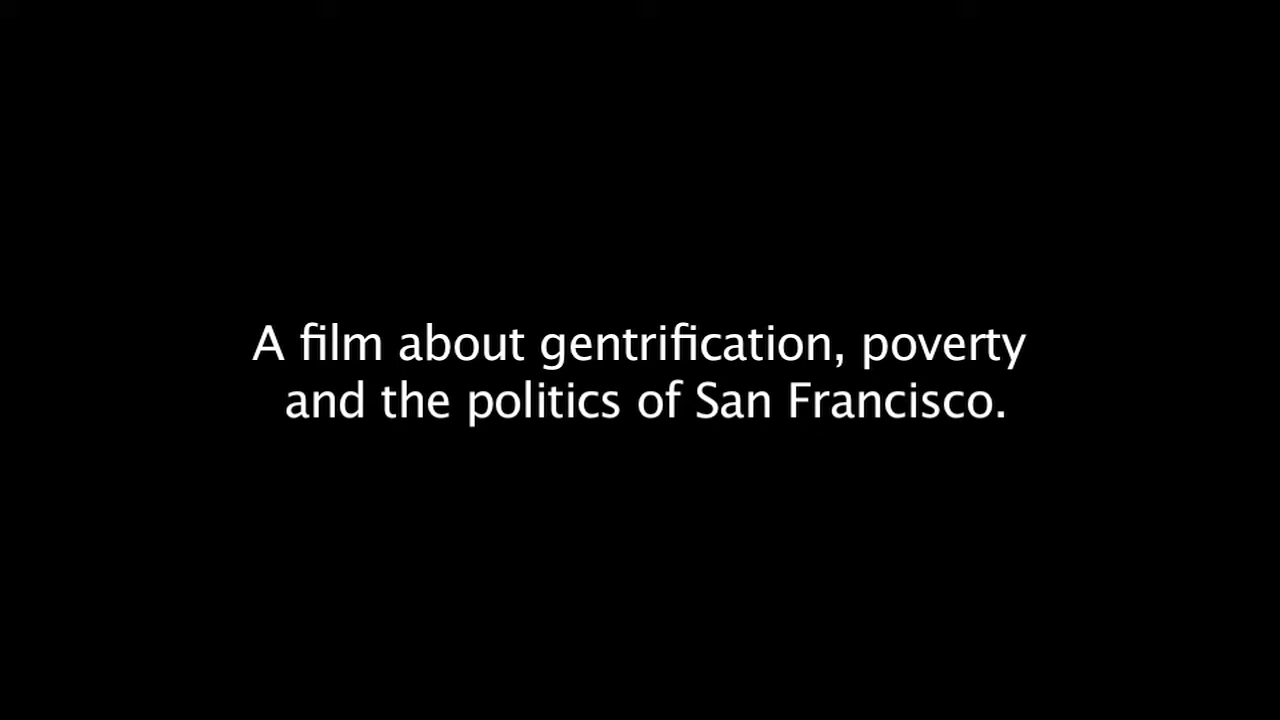 A film about gentrification, poverty
and the politics of San Francisco.